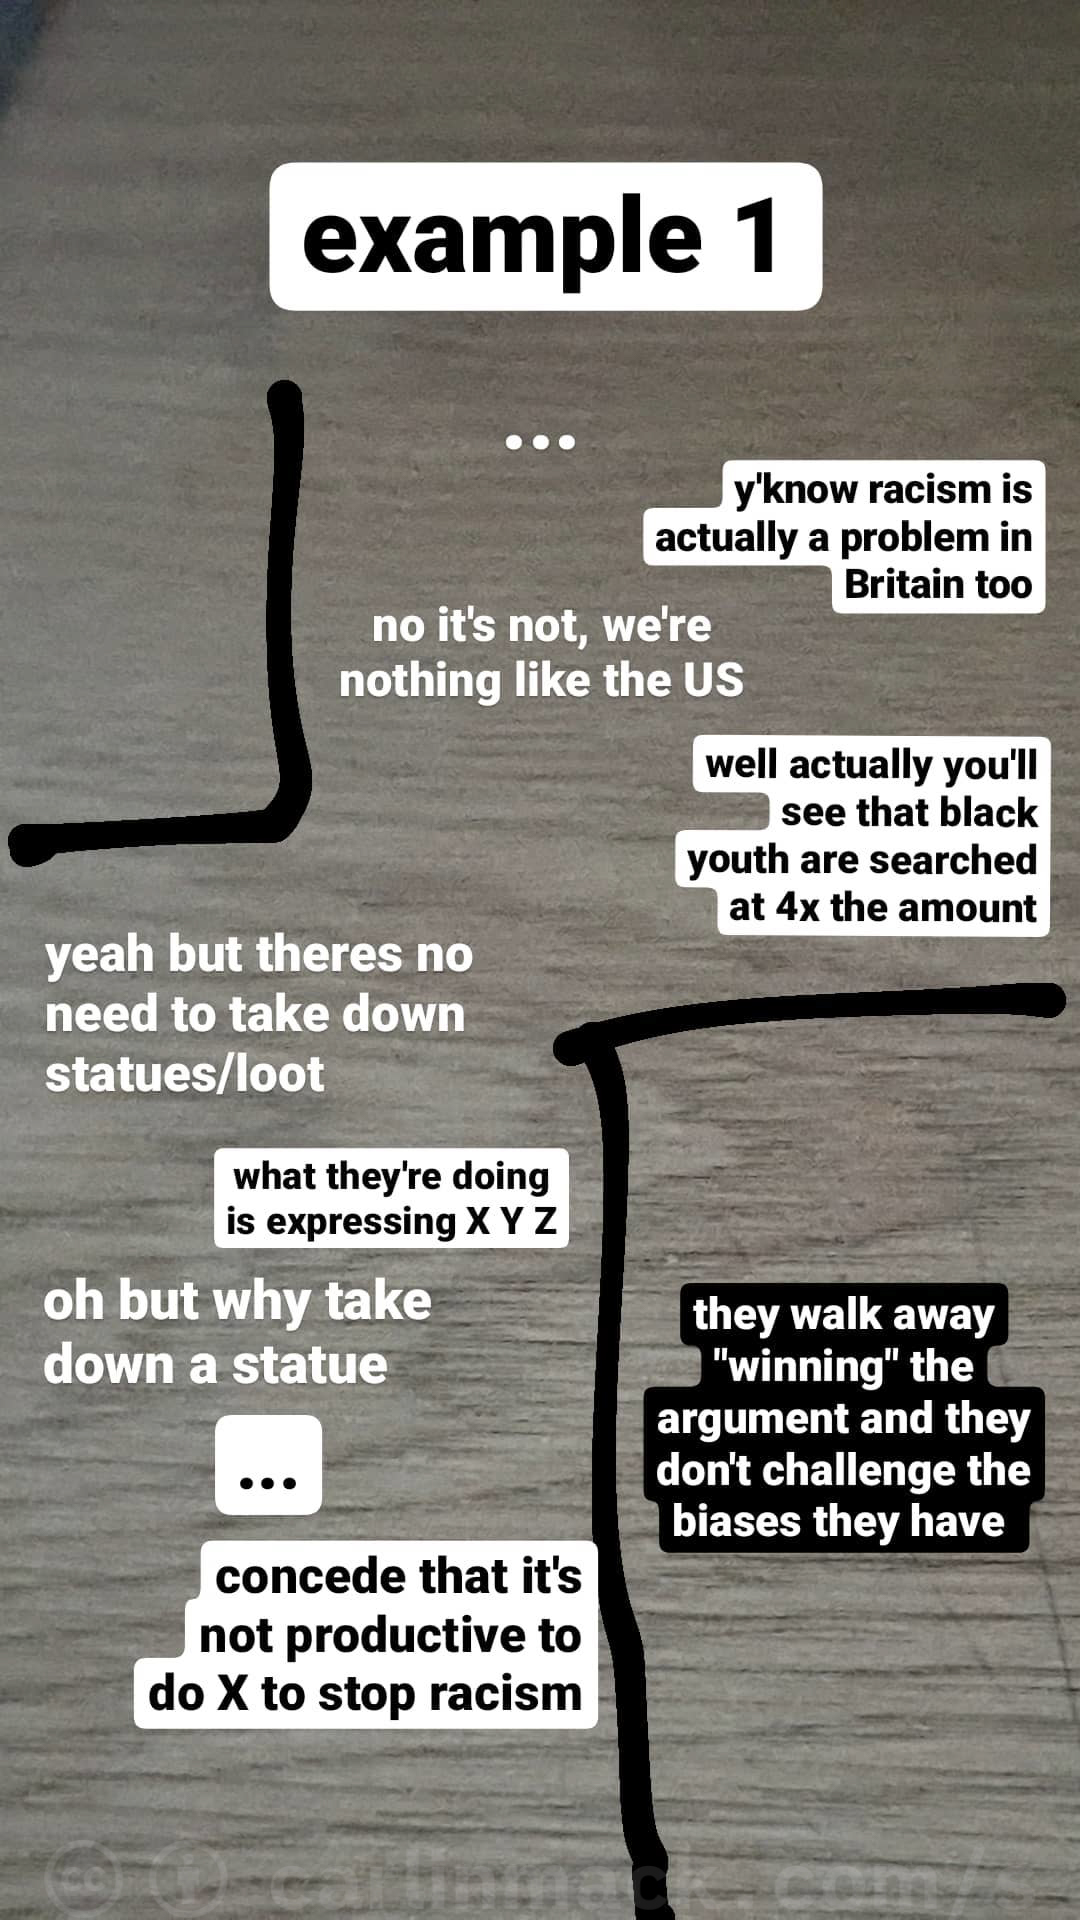 example 1
...
y'know racism is
actually a problem in
Britain too
no it's not, we're
nothing like the US
well actually you'll
see that black
youth are searched
at 4x the amount
yeah but theres no
need to take down
statues/loot
what they're doing
is expressing X Y Z
oh but why take
down a statue
...
concede that it's
not productive to
do X to stop racism
they walk away
"winning" the
argument and they
don't challenge the
biases they have